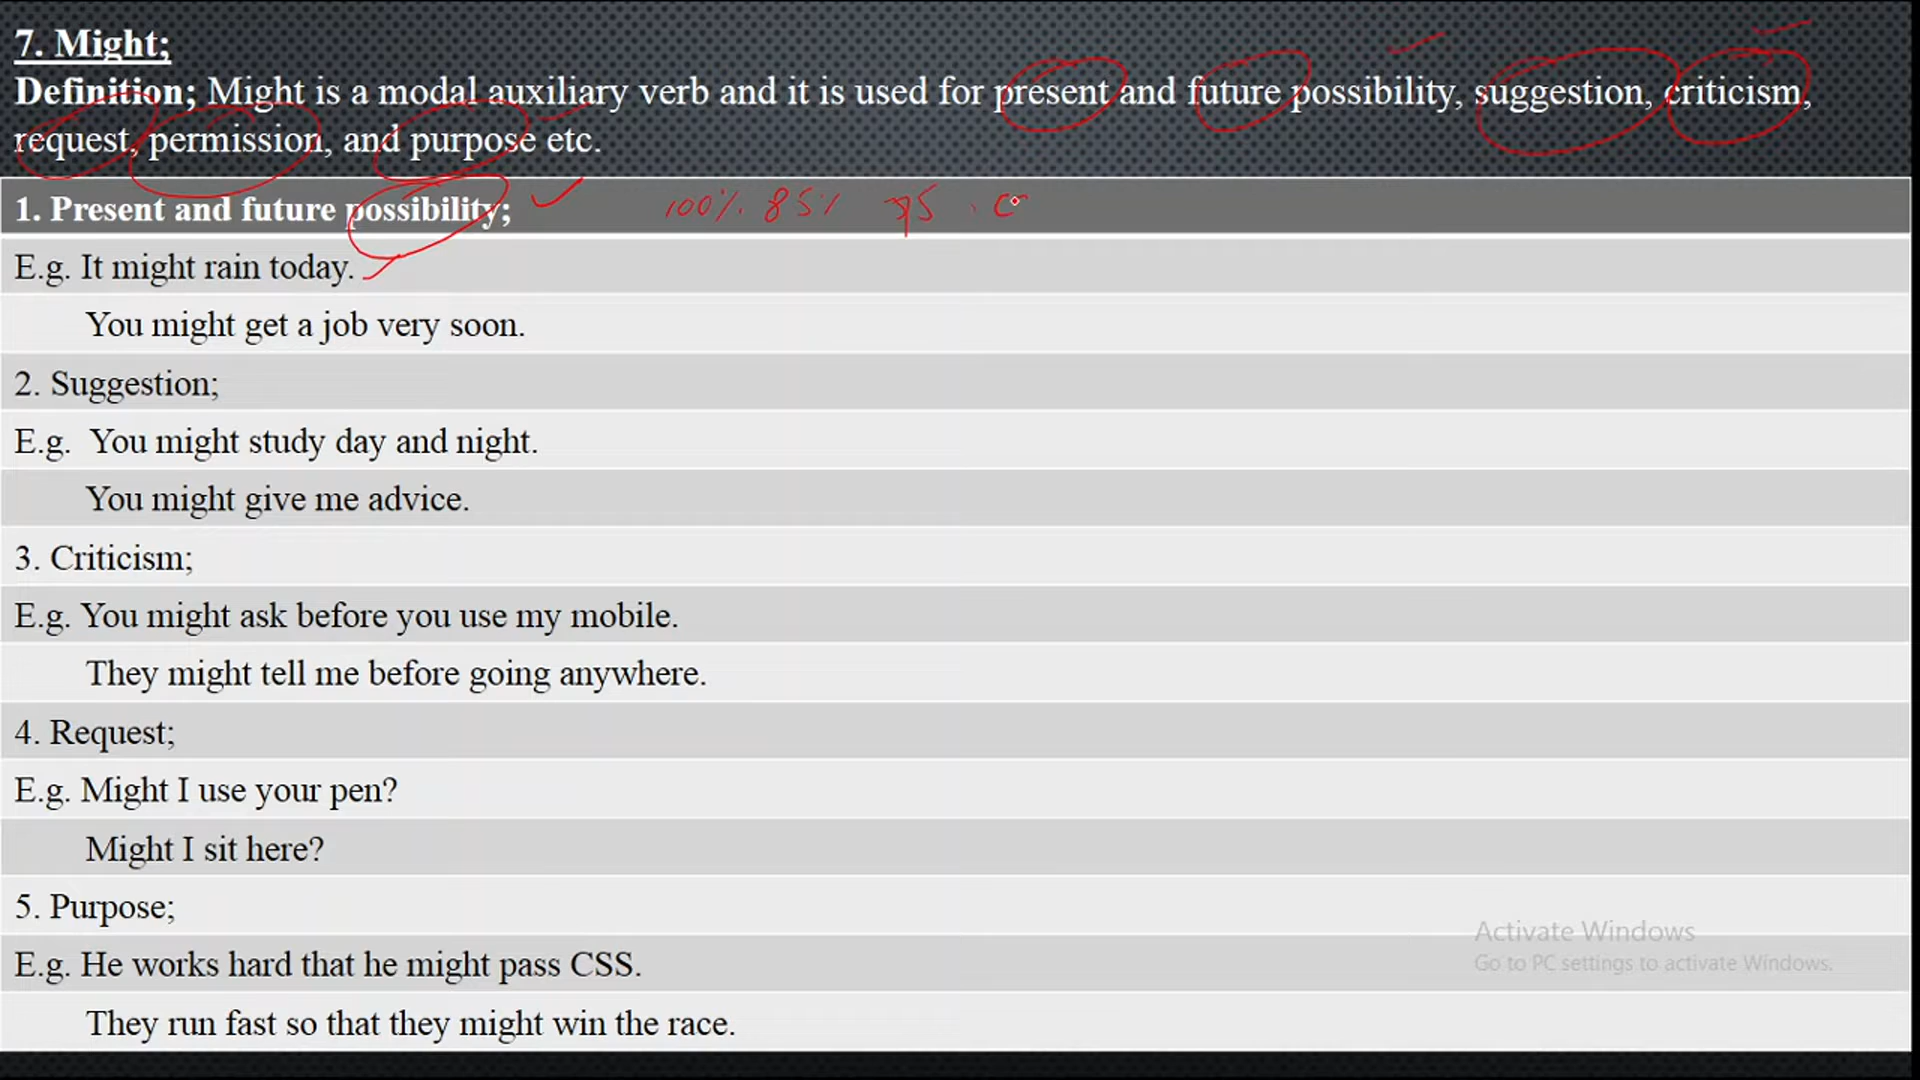 7. Might;
Definition; Might is a modal auxiliary verb and it is used for present and future possibility, suggestion, criticism,
request, permission, and purpose etc.
1. Present and future possibility; 100% 85%
E.g. It might rain today.
You might get a job very soon.
2. Suggestion;
E.g. You might study day and night.
You might give me advice.
3. Criticism;
E.g. You might ask before you use my mobile.
They might tell me before going anywhere.
4. Request;
E.g. Might I use your pen?
Might I sit here?
5. Purpose;
E.g. He works hard that he might pass CSS.
They run fast so that they might win the race.
Activate Windows
Go to PC settings to activate Windows.